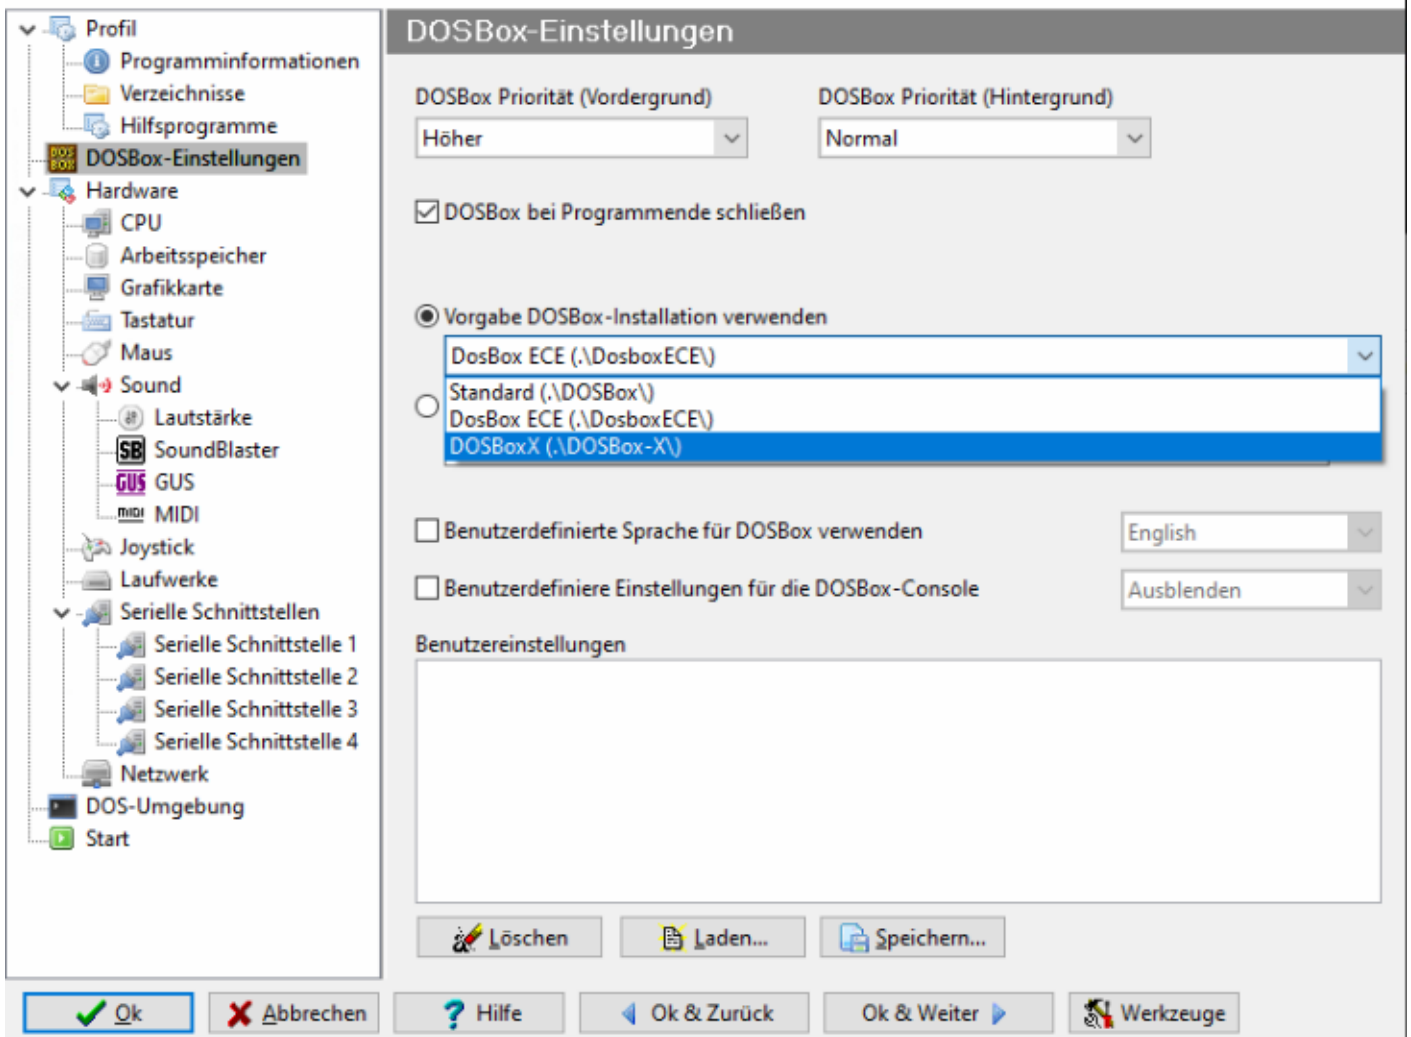 Profil
Programminformationen
Verzeichnisse
Hilfsprogramme
DOSBox-Einstellungen
Hardware
CPU
Arbeitsspeicher
Grafikkarte
Tastatur
Maus
Sound
Lautstärke
SB SoundBlaster
GUS GUS
MIDI MIDI
Joystick
Laufwerke
Serielle Schnittstellen
Serielle Schnittstelle 1
Serielle Schnittstelle 2
Serielle Schnittstelle 3
Serielle Schnittstelle 4
Netzwerk
DOS-Umgebung
Start
DOSBox-Einstellungen
DOSBox Priorität (Vordergrund) DOSBox Priorität (Hintergrund)
Höher Normal
DOSBox bei Programmende schließen
Vorgabe DOSBox-Installation verwenden
DosBox ECE (.\DosboxECE\)
Standard (.\DOSBox\)
DosBox ECE (.\DosboxECE\)
DOSBoxX (.\DOSBox-X\)
Benutzerdefinierte Sprache für DOSBox verwenden English
Benutzerdefiniere Einstellungen für die DOSBox-Console Ausblenden
Benutzereinstellungen
Löschen Laden... Speichern...
Ok Abbrechen Hilfe Ok & Zurück Ok & Weiter Werkzeuge